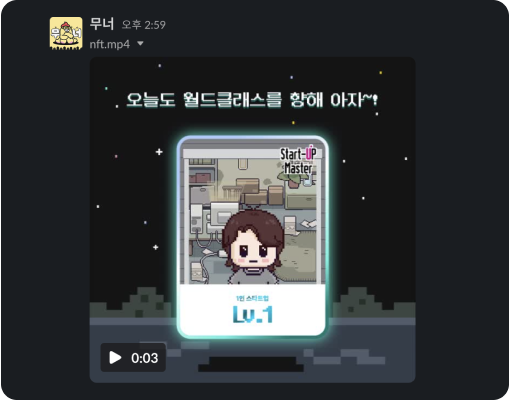 무너 오후 2:59
nft.mp4
오늘도 월드클래스를 향해 아자~!
Start-UP
Master
1인 스타트업
Lv.1
0:03